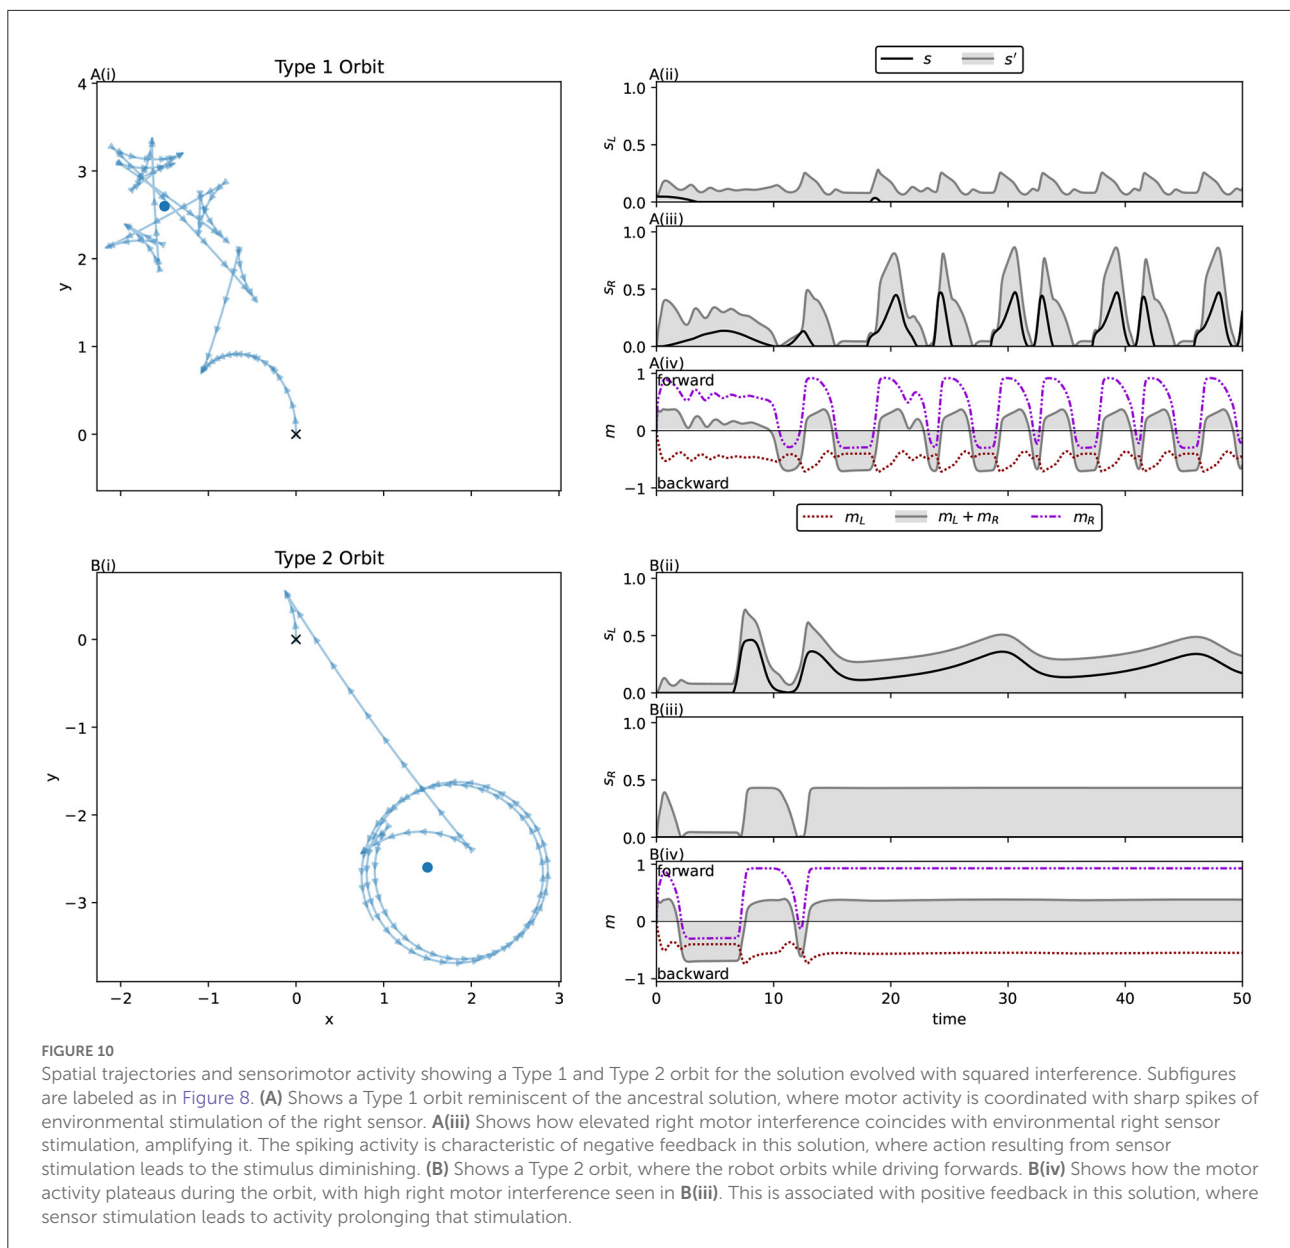 Type 1 Orbit
A(i)
4
3
2
1
0
y
−2
−1
0
1
2
3
s
s′
A(ii)
1.0
0.5
0.0
s_L
A(iii)
1.0
0.5
0.0
s_R
A(iv)
1
0
−1
m
forward
backward
m_L
m_L + m_R
m_R
Type 2 Orbit
B(i)
0
−1
−2
−3
y
−2
−1
0
1
2
3
x
B(ii)
1.0
0.5
0.0
s_L
B(iii)
1.0
0.5
0.0
s_R
B(iv)
1
0
−1
m
forward
backward
0
10
20
30
40
50
time
FIGURE 10
Spatial trajectories and sensorimotor activity showing a Type 1 and Type 2 orbit for the solution evolved with squared interference. Subfigures
are labeled as in Figure 8. (A) Shows a Type 1 orbit reminiscent of the ancestral solution, where motor activity is coordinated with sharp spikes of
environmental stimulation of the right sensor. A(iii) Shows how elevated right motor interference coincides with environmental right sensor
stimulation, amplifying it. The spiking activity is characteristic of negative feedback in this solution, where action resulting from sensor
stimulation leads to the stimulus diminishing. (B) Shows a Type 2 orbit, where the robot orbits while driving forwards. B(iv) Shows how the motor
activity plateaus during the orbit, with high right motor interference seen in B(iii). This is associated with positive feedback in this solution, where
sensor stimulation leads to activity prolonging that stimulation.